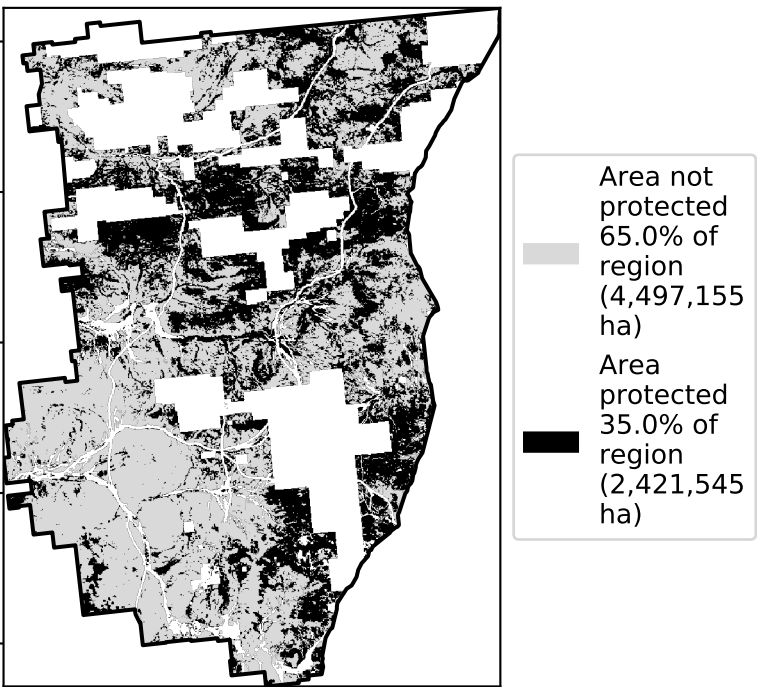 Area not
protected
65.0% of
region
(4,497,155
ha)
Area
protected
35.0% of
region
(2,421,545
ha)